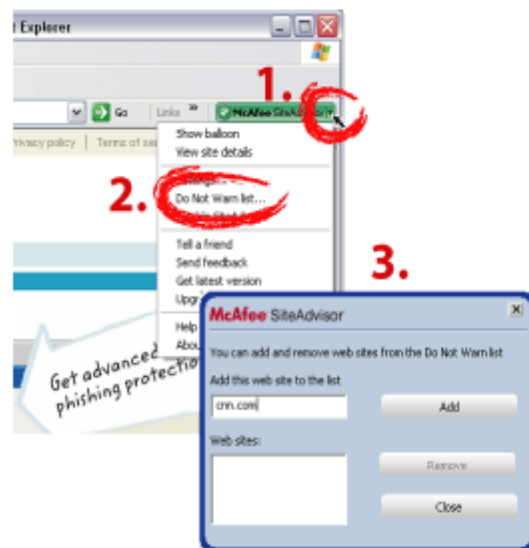 t Explorer
1.
Go Links » McAfee SiteAdvisor
rivacy policy | Terms of se
Show balloon
View site details
2.
Do Not Warn list...
Tell a friend
Send feedback
Get latest version
Upgr
Help
Abou
Get advanced
phishing protectio
3.
McAfee SiteAdvisor
You can add and remove web sites from the Do Not Warn list
Add this web site to the list
cnn.com
Add
Web sites:
Remove
Close